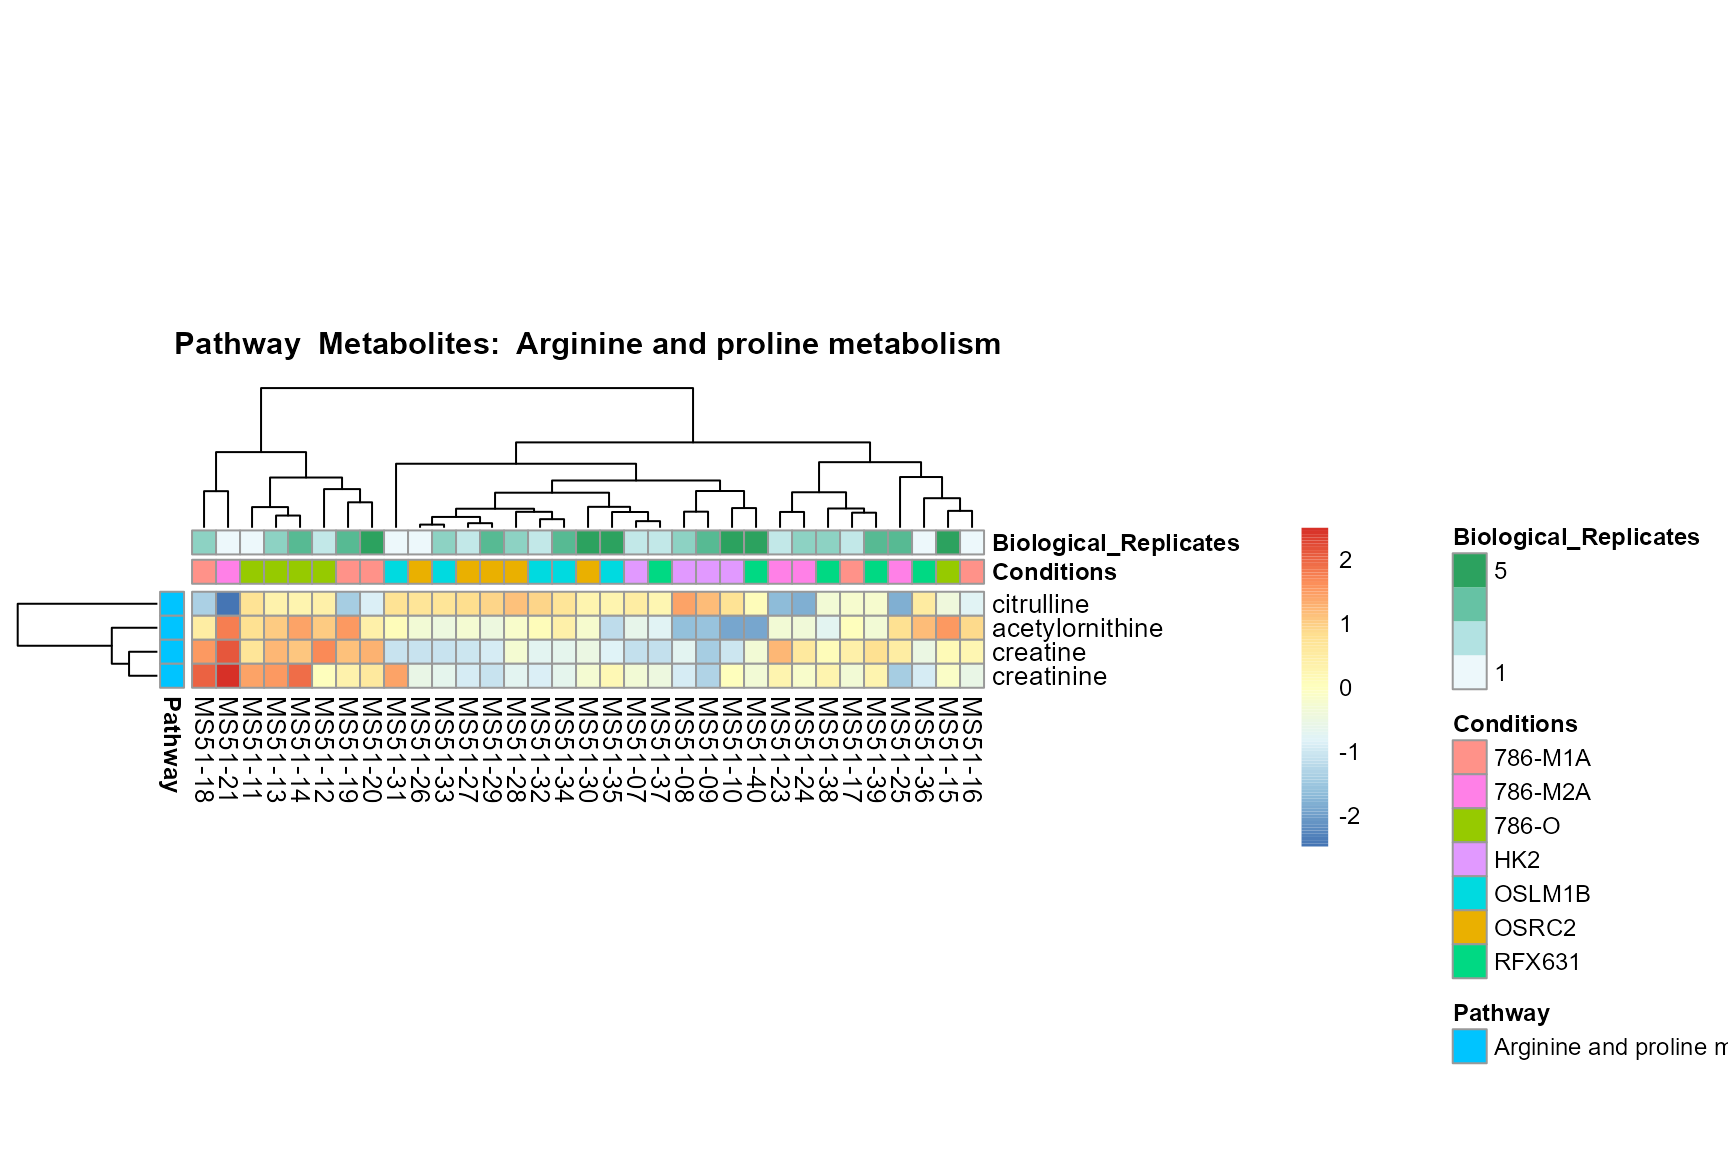 Pathway  Metabolites:  Arginine and proline metabolism
Biological_Replicates
Conditions
citrulline
acetylornithine
creatine
creatinine
Pathway
MS51-18
MS51-21
MS51-11
MS51-13
MS51-14
MS51-12
MS51-19
MS51-20
MS51-31
MS51-26
MS51-33
MS51-27
MS51-29
MS51-28
MS51-32
MS51-34
MS51-30
MS51-35
MS51-07
MS51-37
MS51-08
MS51-09
MS51-10
MS51-40
MS51-23
MS51-24
MS51-38
MS51-17
MS51-39
MS51-25
MS51-36
MS51-15
MS51-16
2
1
0
-1
-2
Biological_Replicates
5
1
Conditions
786-M1A
786-M2A
786-O
HK2
OSLM1B
OSRC2
RFX631
Pathway
Arginine and proline m